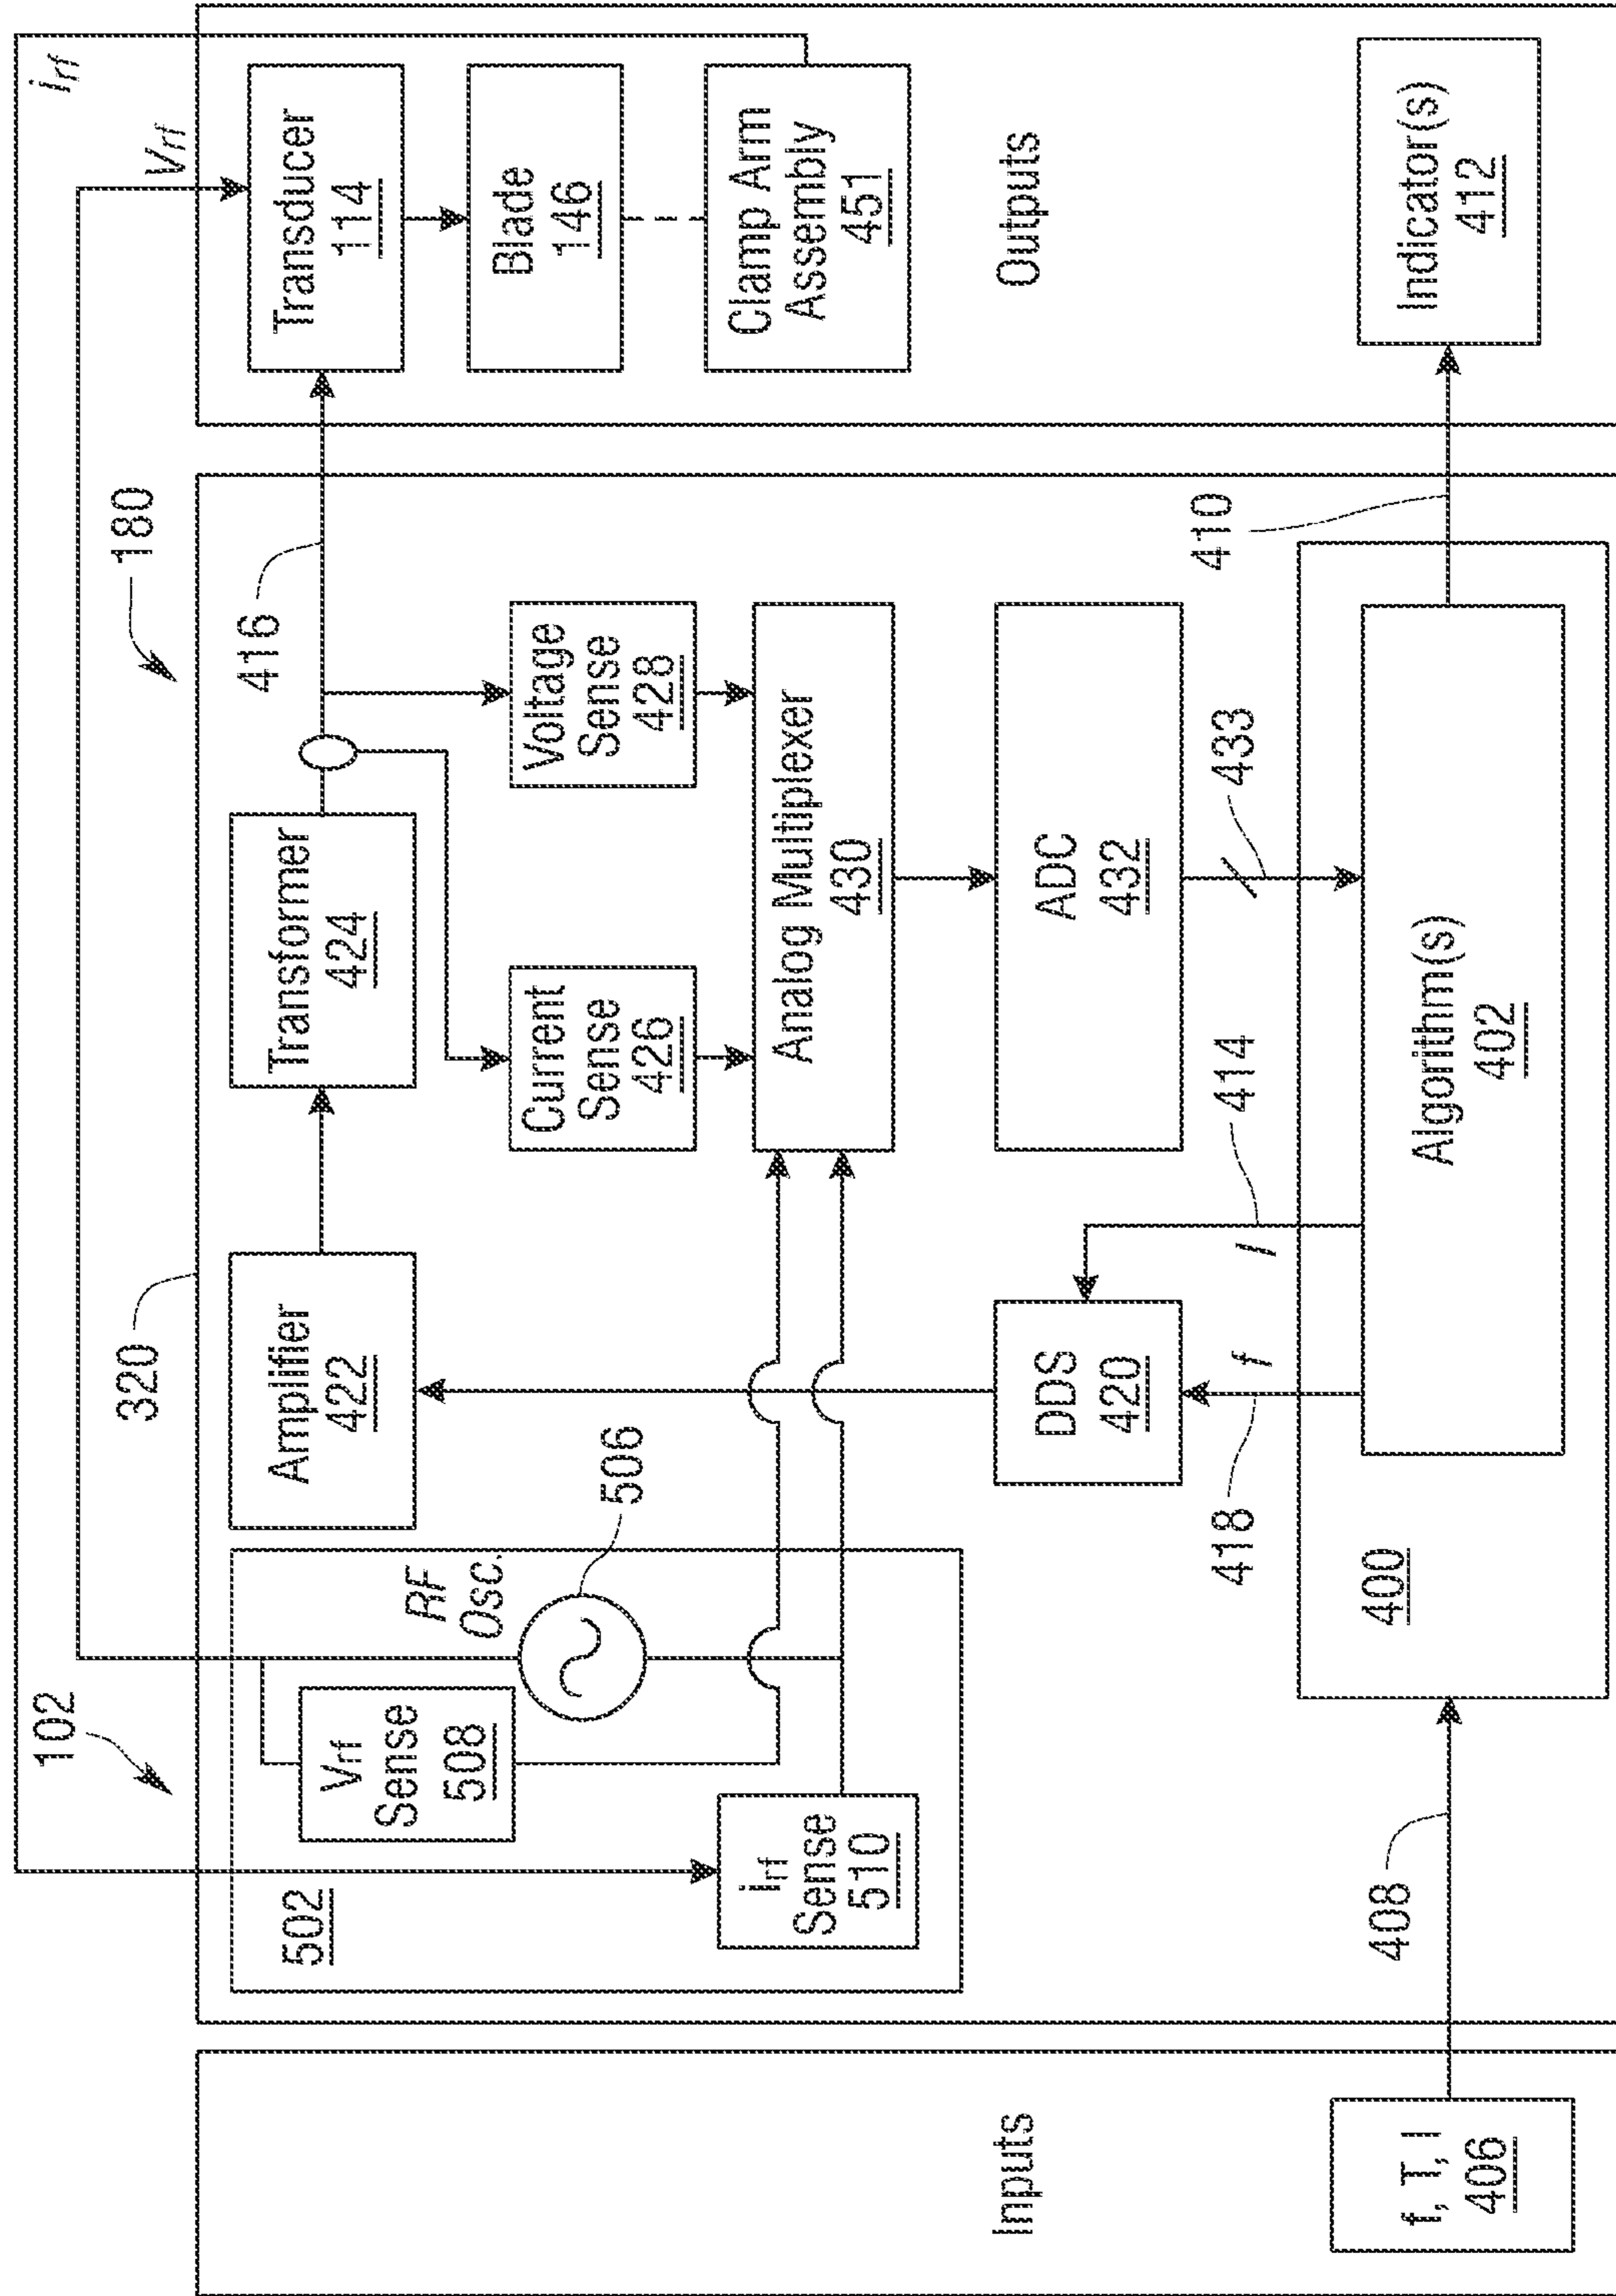 102
320
180
Vrf
irf
Inputs
f, T, I
406
408
502
Vrf
Sense
508
irf
Sense
510
RF
Osc.
506
Amplifier
422
Transformer
424
416
Current
Sense
426
Voltage
Sense
428
Analog Multiplexer
430
ADC
432
433
DDS
420
418
f
414
I
400
Algorithm(s)
402
410
Transducer
114
Blade
146
Clamp Arm
Assembly
451
Outputs
Indicator(s)
412